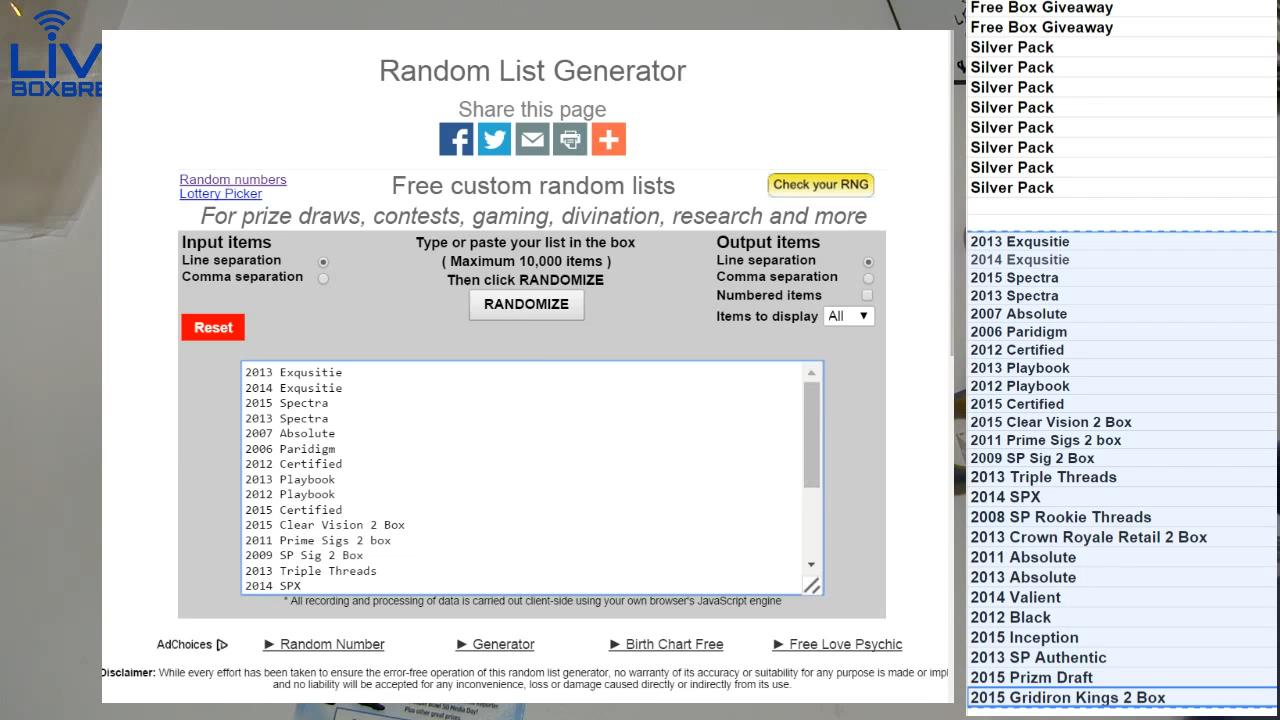 LIV
BOXBRE
Random List Generator
Share this page
Random numbers
Lottery Picker
Free custom random lists
Check your RNG
For prize draws, contests, gaming, divination, research and more
Input items
Line separation
Comma separation
Reset
Type or paste your list in the box
( Maximum 10,000 items )
Then click RANDOMIZE
RANDOMIZE
Output items
Line separation
Comma separation
Numbered items
Items to display All
2013 Exqusitie
2014 Exqusitie
2015 Spectra
2013 Spectra
2007 Absolute
2006 Paridigm
2012 Certified
2013 Playbook
2012 Playbook
2015 Certified
2015 Clear Vision 2 Box
2011 Prime Sigs 2 box
2009 SP Sig 2 Box
2013 Triple Threads
2014 SPX
* All recording and processing of data is carried out client-side using your own browser's JavaScript engine
AdChoices
Random Number
Generator
Birth Chart Free
Free Love Psychic
Disclaimer: While every effort has been taken to ensure the error-free operation of this random list generator, no warranty of its accuracy or suitability for any purpose is made or impl
and no liability will be accepted for any inconvenience, loss or damage caused directly or indirectly from its use.
Free Box Giveaway
Free Box Giveaway
Silver Pack
Silver Pack
Silver Pack
Silver Pack
Silver Pack
Silver Pack
Silver Pack
Silver Pack
2013 Exqusitie
2014 Exqusitie
2015 Spectra
2013 Spectra
2007 Absolute
2006 Paridigm
2012 Certified
2013 Playbook
2012 Playbook
2015 Certified
2015 Clear Vision 2 Box
2011 Prime Sigs 2 box
2009 SP Sig 2 Box
2013 Triple Threads
2014 SPX
2008 SP Rookie Threads
2013 Crown Royale Retail 2 Box
2011 Absolute
2013 Absolute
2014 Valient
2012 Black
2015 Inception
2013 SP Authentic
2015 Prizm Draft
2015 Gridiron Kings 2 Box